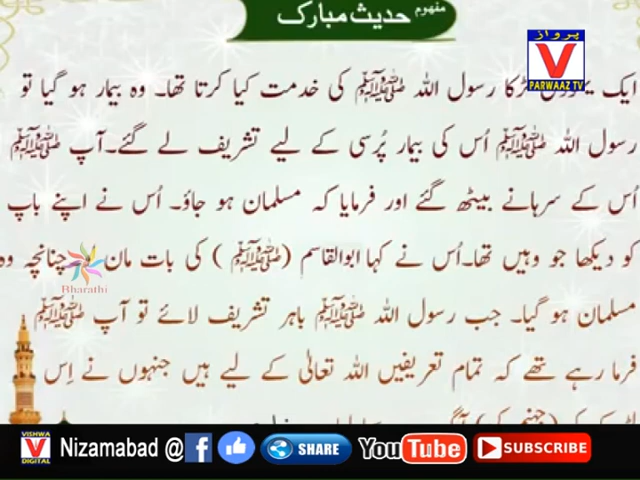 مفہوم حدیث مبارک
پرواز
V
PARWAAZ TV
ایک لڑکا رسول اللہ ﷺ کی خدمت کیا کرتا تھا۔ وہ بیمار ہو گیا تو
رسول اللہ ﷺ اُس کی بیمار پُرسی کے لیے تشریف لے گئے۔آپ ﷺ
اُس کے سرہانے بیٹھ گئے اور فرمایا کہ مسلمان ہو جاؤ۔ اُس نے اپنے باپ
کو دیکھا جو وہیں تھا۔اُس نے کہا ابوالقاسم (ﷺ) کی بات مان چنانچہ وہ
Bharathi
مسلمان ہو گیا۔ جب رسول اللہ ﷺ باہر تشریف لائے تو آپ ﷺ
فرما رہے تھے کہ تمام تعریفیں اللہ تعالیٰ کے لیے ہیں جنہوں نے اِس
VISHWA V DIGITAL Nizamabad @ f SHARE YouTube SUBSCRIBE